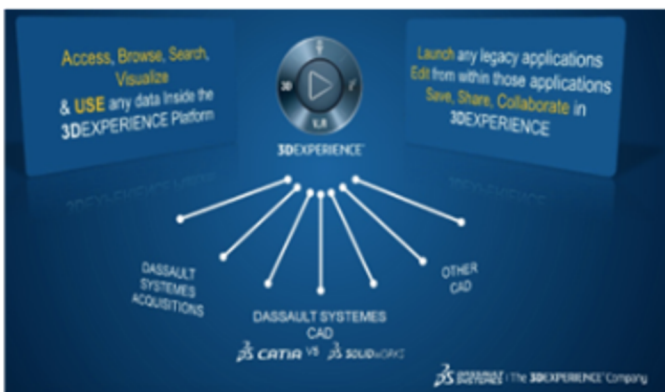 Access, Browse, Search,
Visualize
& USE any data Inside the
3DEXPERIENCE Platform
Launch any legacy applications
Edit from within those applications
Save, Share, Collaborate in
3DEXPERIENCE
3D
V,R
3DEXPERIENCE
DASSAULT
SYSTEMES
ACQUISITIONS
DASSAULT SYSTEMES
CAD
CATIA V5 SOLIDWORKS
OTHER
CAD
DASSAULT
SYSTEMES | The 3DEXPERIENCE Company